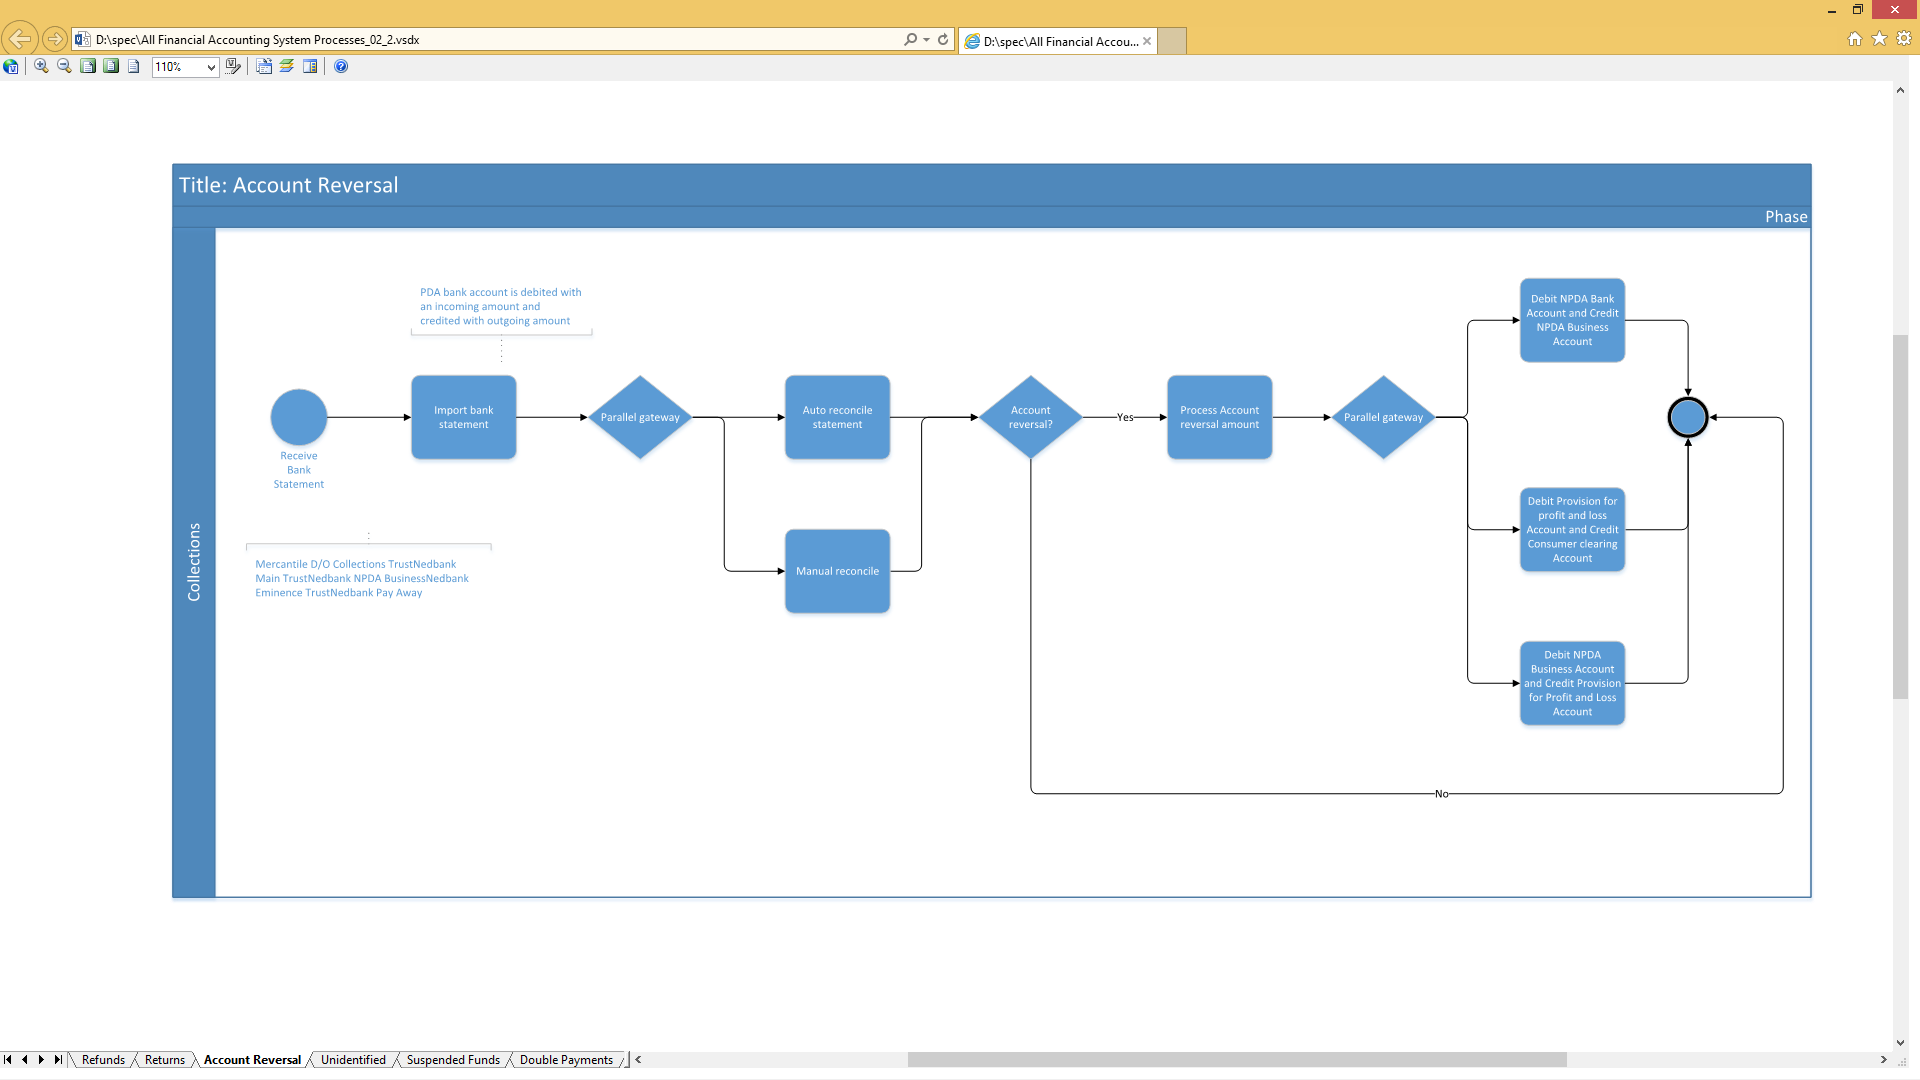 D:\spec\All Financial Accounting System Processes_02_2.vsdx
D:\spec\All Financial Accou...
110%
Title: Account Reversal
Phase
Collections
PDA bank account is debited with
an incoming amount and
credited with outgoing amount
Receive
Bank
Statement
Mercantile D/O Collections TrustNedbank
Main TrustNedbank NPDA BusinessNedbank
Eminence TrustNedbank Pay Away
Import bank
statement
Parallel gateway
Auto reconcile
statement
Manual reconcile
Account
reversal?
Yes
No
Process Account
reversal amount
Parallel gateway
Debit NPDA Bank
Account and Credit
NPDA Business
Account
Debit Provision for
profit and loss
Account and Credit
Consumer clearing
Account
Debit NPDA
Business Account
and Credit Provision
for Profit and Loss
Account
Refunds
Returns
Account Reversal
Unidentified
Suspended Funds
Double Payments